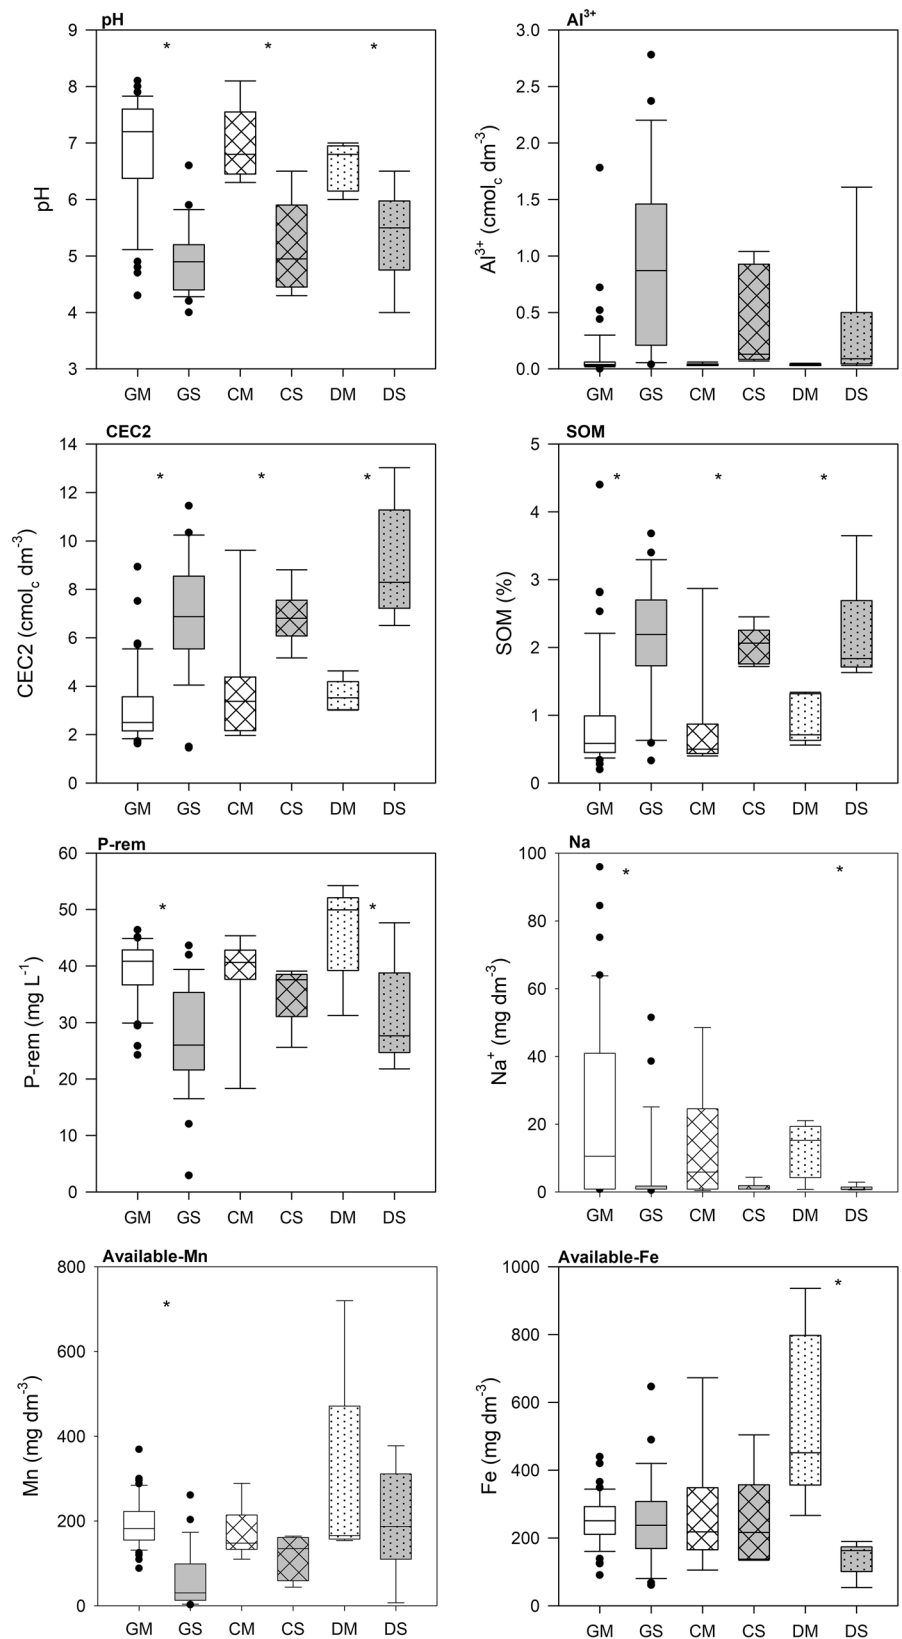 pH
9
8
7
6
5
4
3
pH
* * *
GM GS CM CS DM DS
Al3+
3.0
2.5
2.0
1.5
1.0
0.5
0.0
Al3+ (cmolc dm-3)
GM GS CM CS DM DS
CEC2
14
12
10
8
6
4
2
0
CEC2 (cmolc dm-3)
* * *
GM GS CM CS DM DS
SOM
5
4
3
2
1
0
SOM (%)
* * *
GM GS CM CS DM DS
P-rem
60
50
40
30
20
10
0
P-rem (mg L-1)
* *
GM GS CM CS DM DS
Na
100
80
60
40
20
0
Na+ (mg dm-3)
* *
GM GS CM CS DM DS
Available-Mn
800
600
400
200
0
Mn (mg dm-3)
*
GM GS CM CS DM DS
Available-Fe
1000
800
600
400
200
0
Fe (mg dm-3)
*
GM GS CM CS DM DS